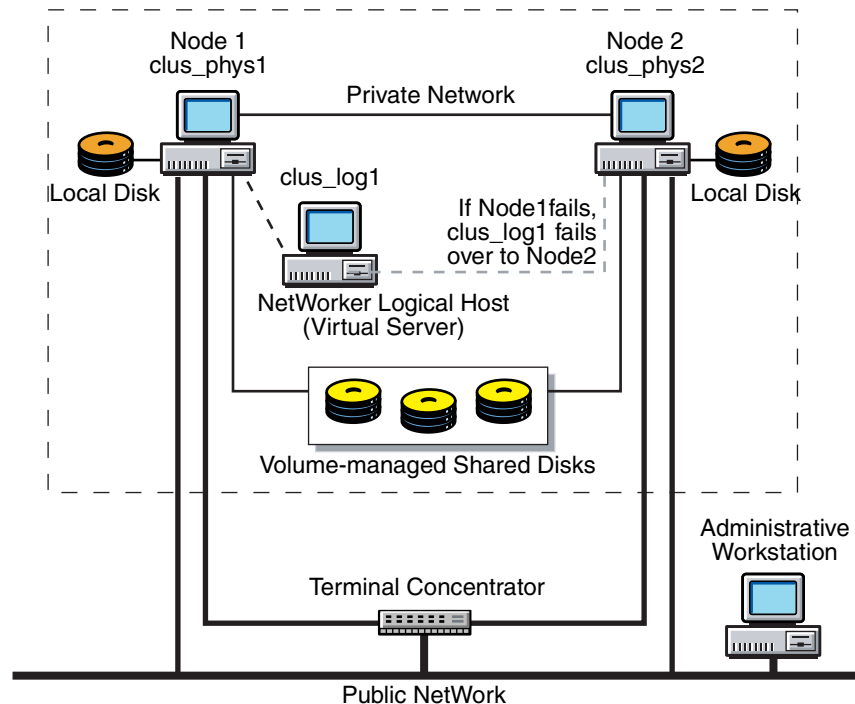 Node 1
clus_phys1
Node 2
clus_phys2
Private Network
Local Disk
clus_log1
Local Disk
If Node1fails,
clus_log1 fails
over to Node2
NetWorker Logical Host
(Virtual Server)
Volume-managed Shared Disks
Administrative
Workstation
Terminal Concentrator
Public NetWork